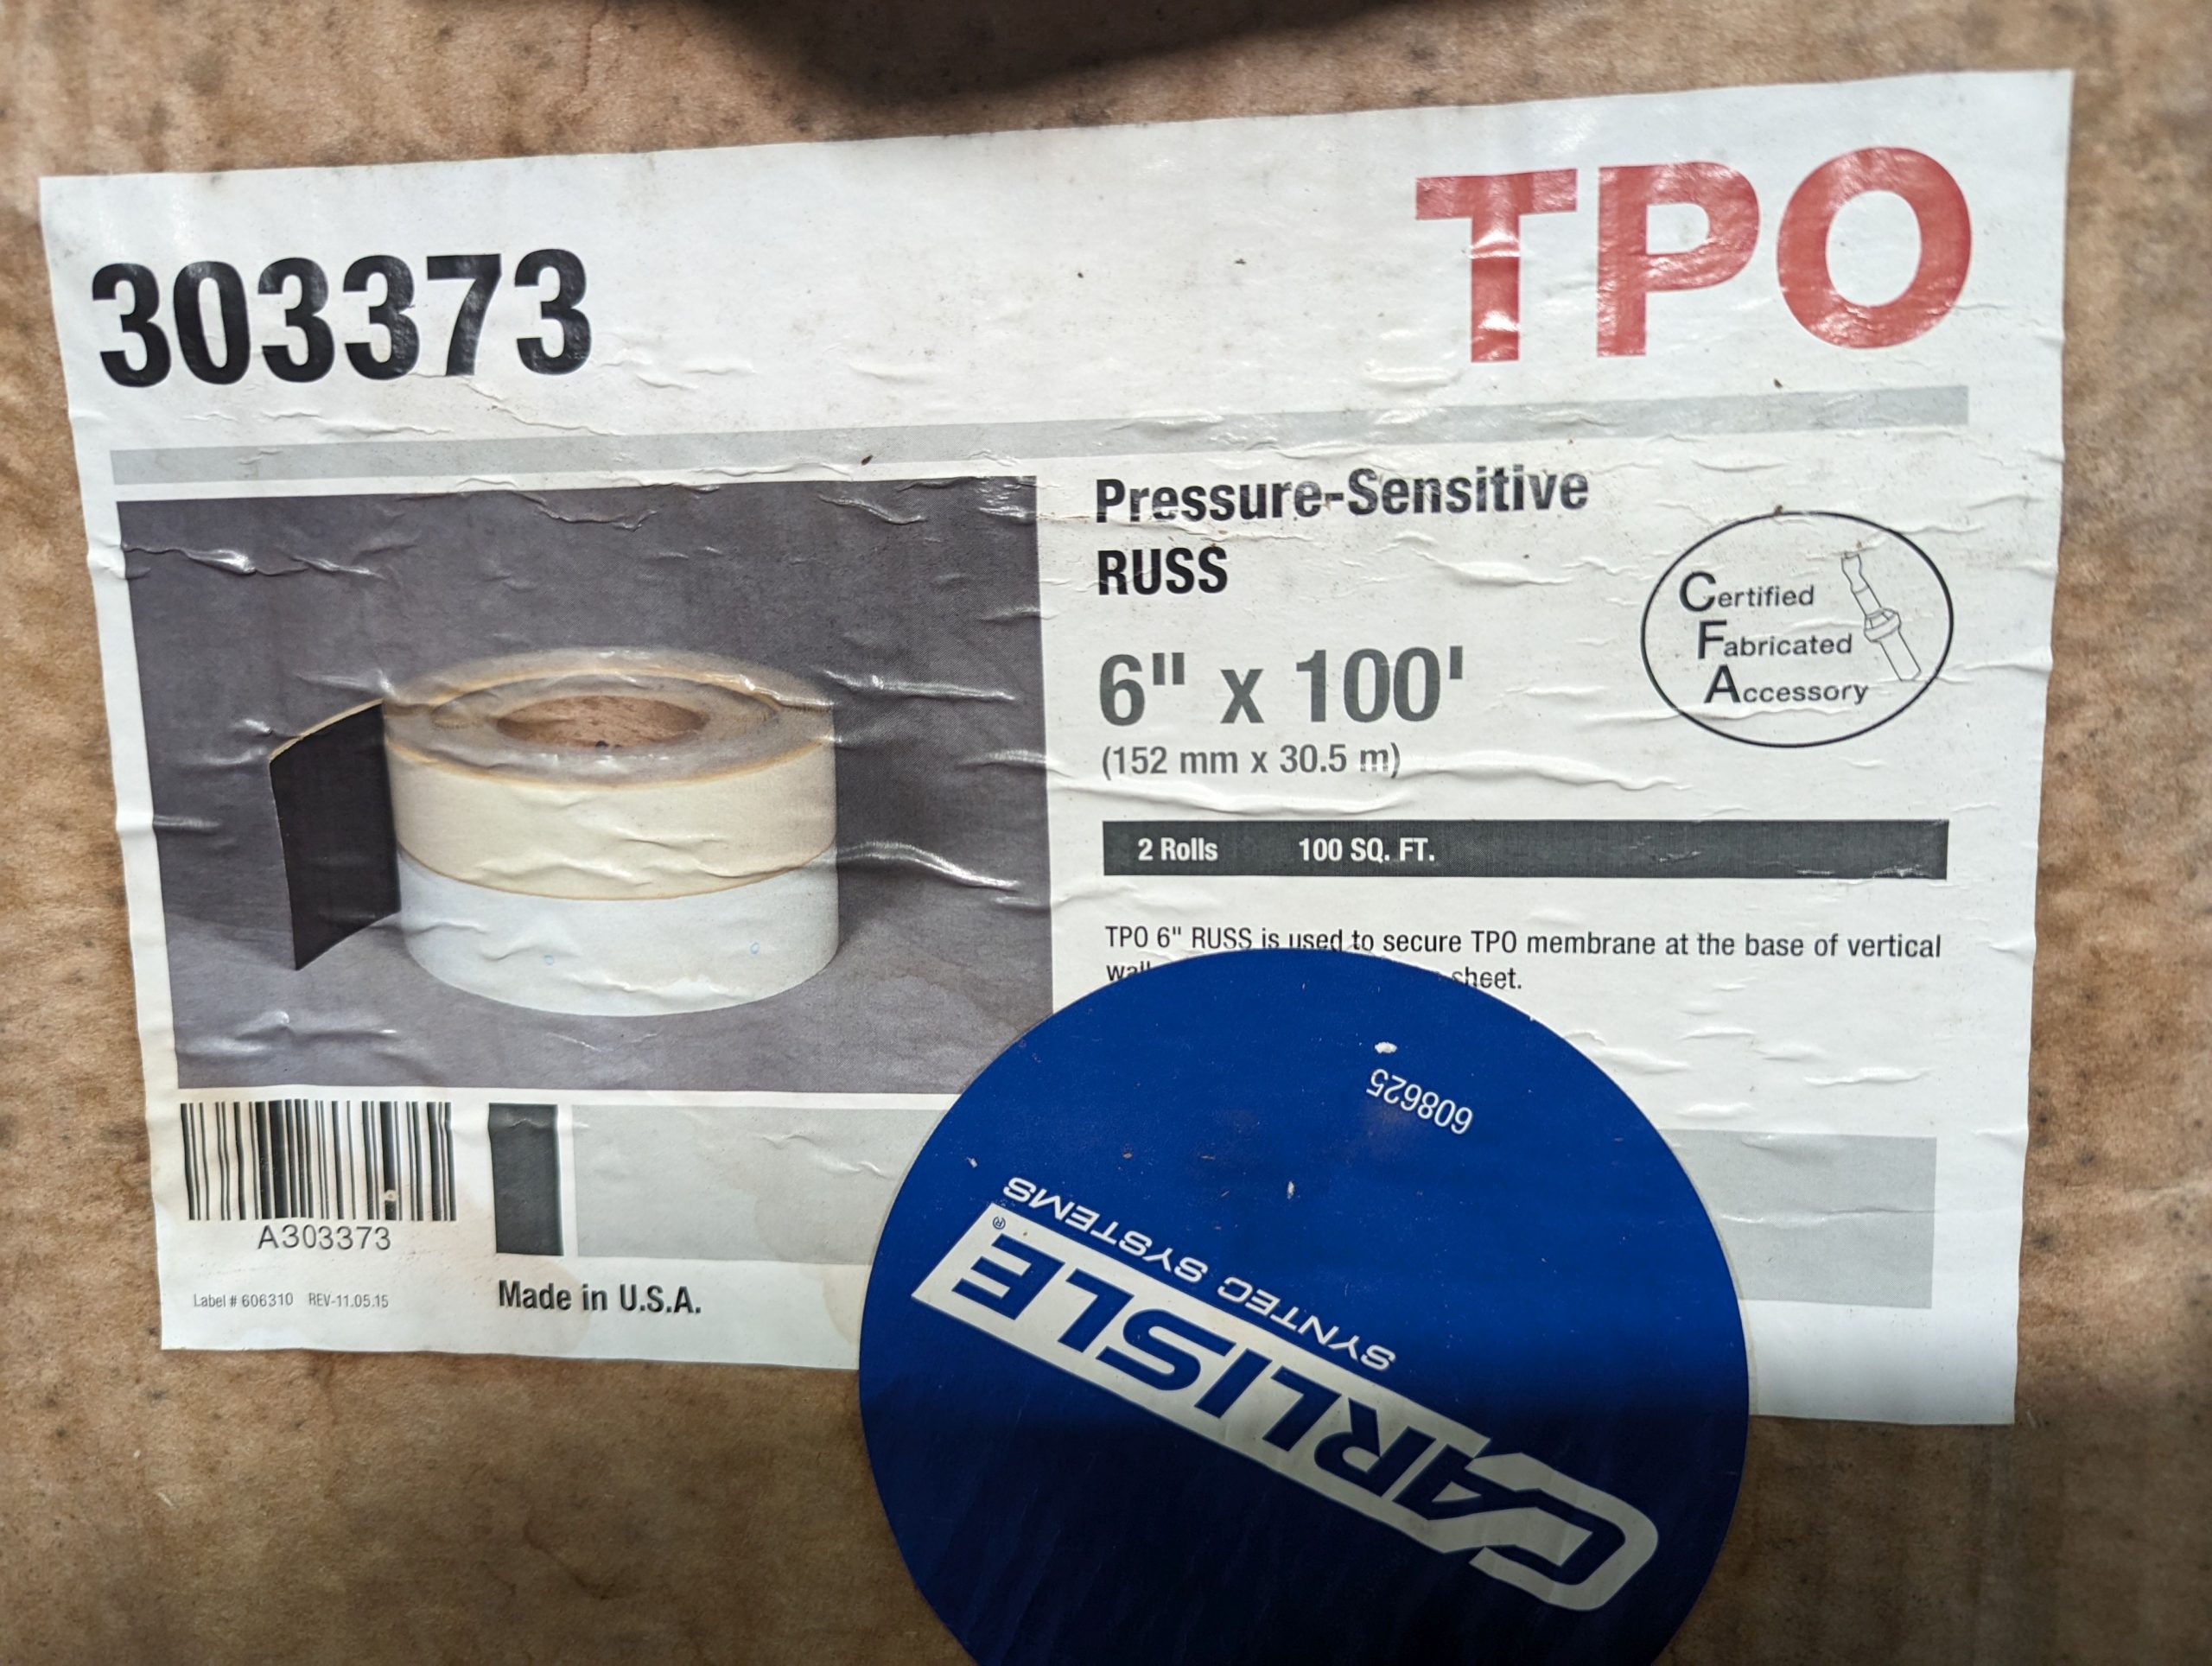 303373
TPO
Pressure-Sensitive
RUSS
6" x 100'
(152 mm x 30.5 m)
Certified
Fabricated
Accessory
2 Rolls 100 SQ. FT.
TPO 6" RUSS is used to secure TPO membrane at the base of vertical
sheet.
A303373
Label # 606310 REV-11.05.15
Made in U.S.A.
608625
CARLISLE®
SYNTEC SYSTEMS